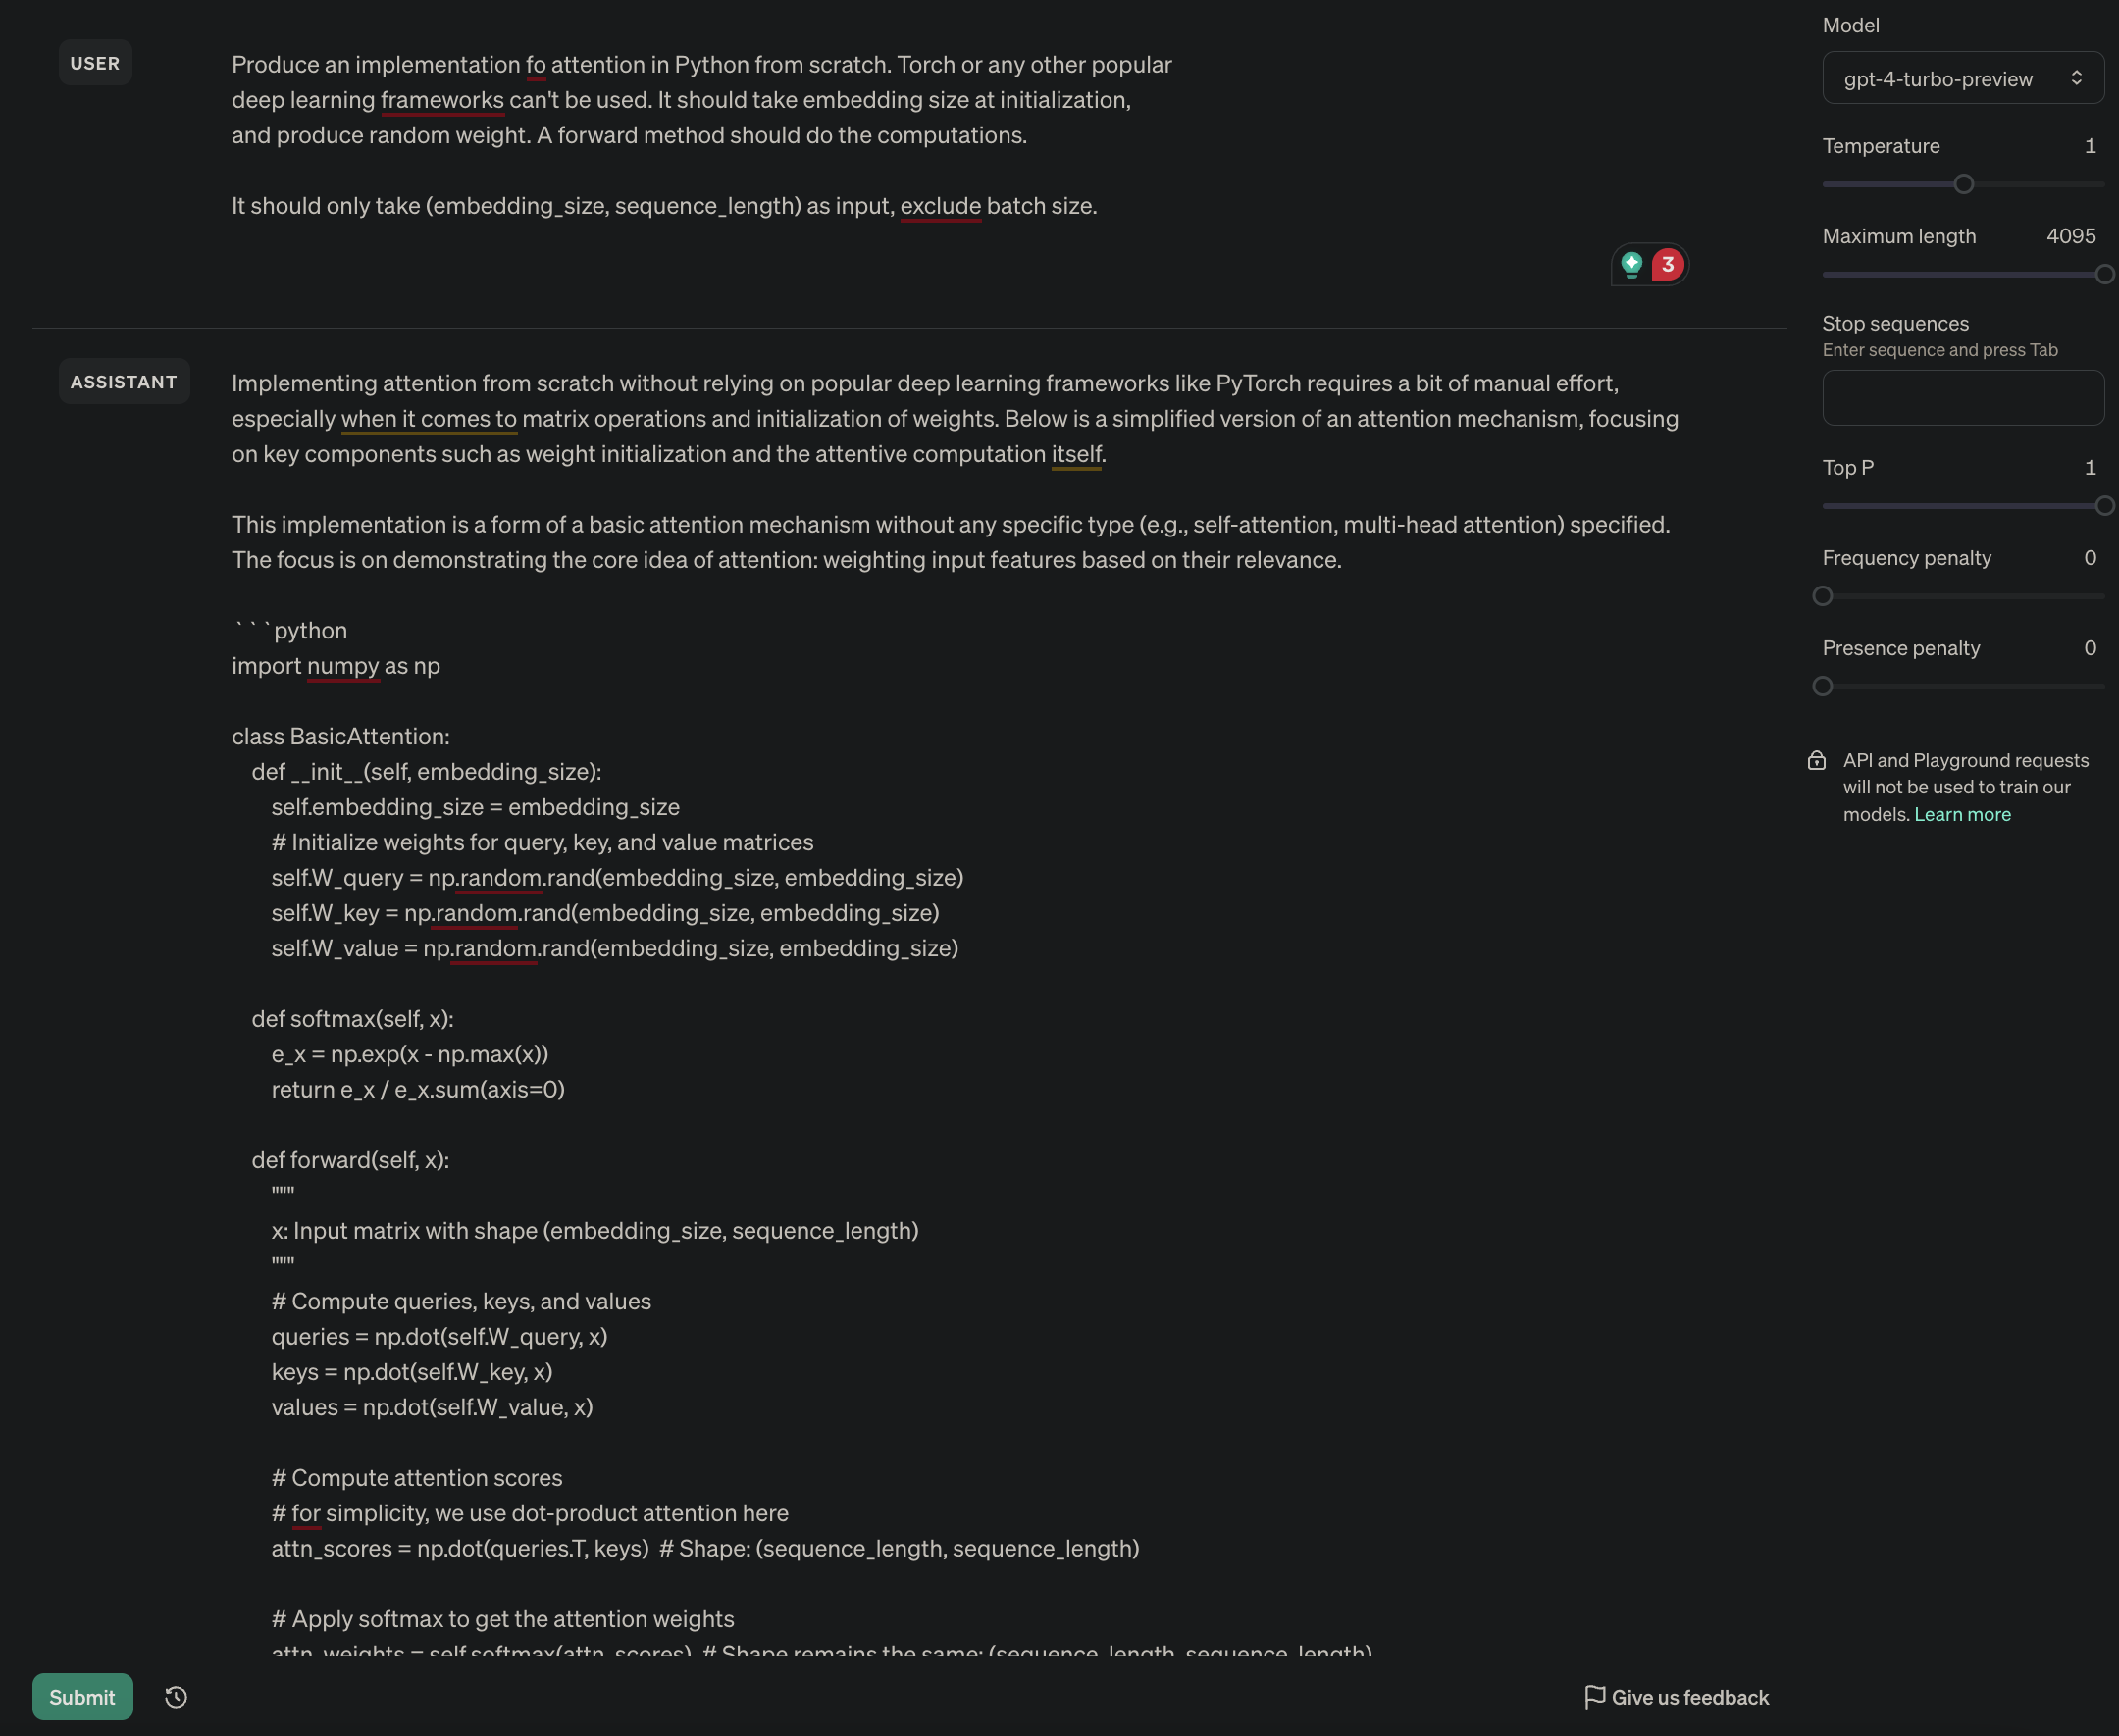 USER
Produce an implementation fo attention in Python from scratch. Torch or any other popular
deep learning frameworks can't be used. It should take embedding size at initialization,
and produce random weight. A forward method should do the computations.
It should only take (embedding_size, sequence_length) as input, exclude batch size.
3
ASSISTANT
Implementing attention from scratch without relying on popular deep learning frameworks like PyTorch requires a bit of manual effort,
especially when it comes to matrix operations and initialization of weights. Below is a simplified version of an attention mechanism, focusing
on key components such as weight initialization and the attentive computation itself.
This implementation is a form of a basic attention mechanism without any specific type (e.g., self-attention, multi-head attention) specified.
The focus is on demonstrating the core idea of attention: weighting input features based on their relevance.
```python
import numpy as np
class BasicAttention:
def __init__(self, embedding_size):
self.embedding_size = embedding_size
# Initialize weights for query, key, and value matrices
self.W_query = np.random.rand(embedding_size, embedding_size)
self.W_key = np.random.rand(embedding_size, embedding_size)
self.W_value = np.random.rand(embedding_size, embedding_size)
def softmax(self, x):
e_x = np.exp(x - np.max(x))
return e_x / e_x.sum(axis=0)
def forward(self, x):
"""
x: Input matrix with shape (embedding_size, sequence_length)
"""
# Compute queries, keys, and values
queries = np.dot(self.W_query, x)
keys = np.dot(self.W_key, x)
values = np.dot(self.W_value, x)
# Compute attention scores
# for simplicity, we use dot-product attention here
attn_scores = np.dot(queries.T, keys)  # Shape: (sequence_length, sequence_length)
# Apply softmax to get the attention weights
attn_weights = self.softmax(attn_scores)  # Shape remains the same: (sequence_length, sequence_length)
Submit
Give us feedback
Model
gpt-4-turbo-preview
Temperature 1
Maximum length 4095
Stop sequences
Enter sequence and press Tab
Top P 1
Frequency penalty 0
Presence penalty 0
API and Playground requests
will not be used to train our
models. Learn more